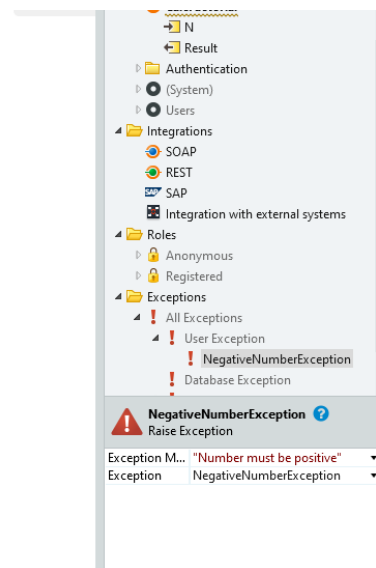 N
Result
Authentication
(System)
Users
Integrations
SOAP
REST
SAP
SAP
Integration with external systems
Roles
Anonymous
Registered
Exceptions
All Exceptions
User Exception
NegativeNumberException
Database Exception
NegativeNumberException ?
Raise Exception
Exception M... "Number must be positive"
Exception NegativeNumberException